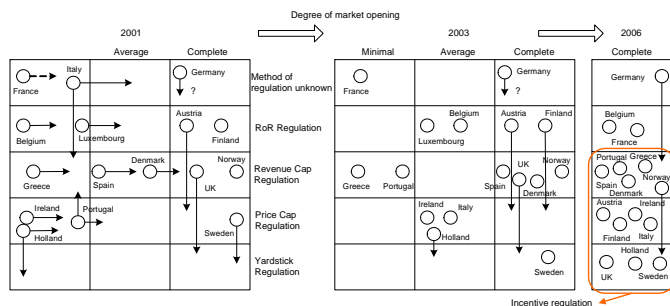 Degree of market opening
2001
2003
2006
Average
Complete
Minimal
Average
Complete
Complete
France
Italy
Germany
?
Method of
regulation unknown
France
Germany
?
Germany
Belgium
Luxembourg
Austria
Finland
RoR Regulation
Luxembourg
Belgium
Austria
Finland
Belgium
France
Greece
Spain
Denmark
UK
Norway
Revenue Cap
Regulation
Greece
Portugal
Spain
UK
Denmark
Norway
Portugal
Greece
Spain
Denmark
Norway
Ireland
Holland
Portugal
Sweden
Price Cap
Regulation
Ireland
Italy
Holland
Austria
Ireland
Finland
Italy
Yardstick
Regulation
Sweden
UK
Holland
Sweden
Incentive regulation